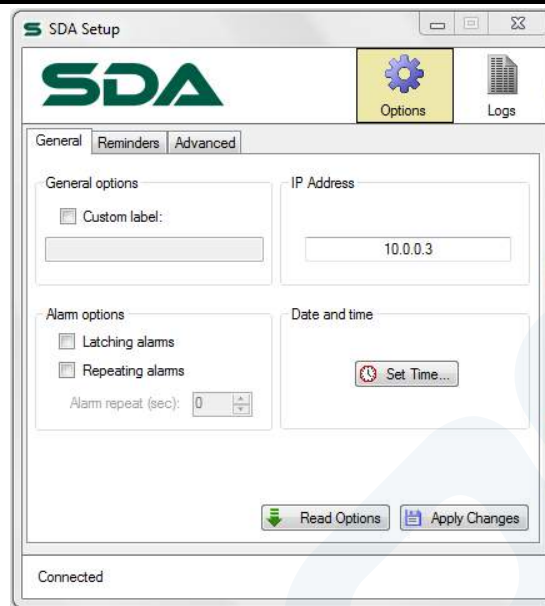 SDA Setup
SDA
Options
Logs
General
Reminders
Advanced
General options
Custom label:
IP Address
10.0.0.3
Alarm options
Latching alarms
Repeating alarms
Alarm repeat (sec): 0
Date and time
Set Time...
Read Options
Apply Changes
Connected